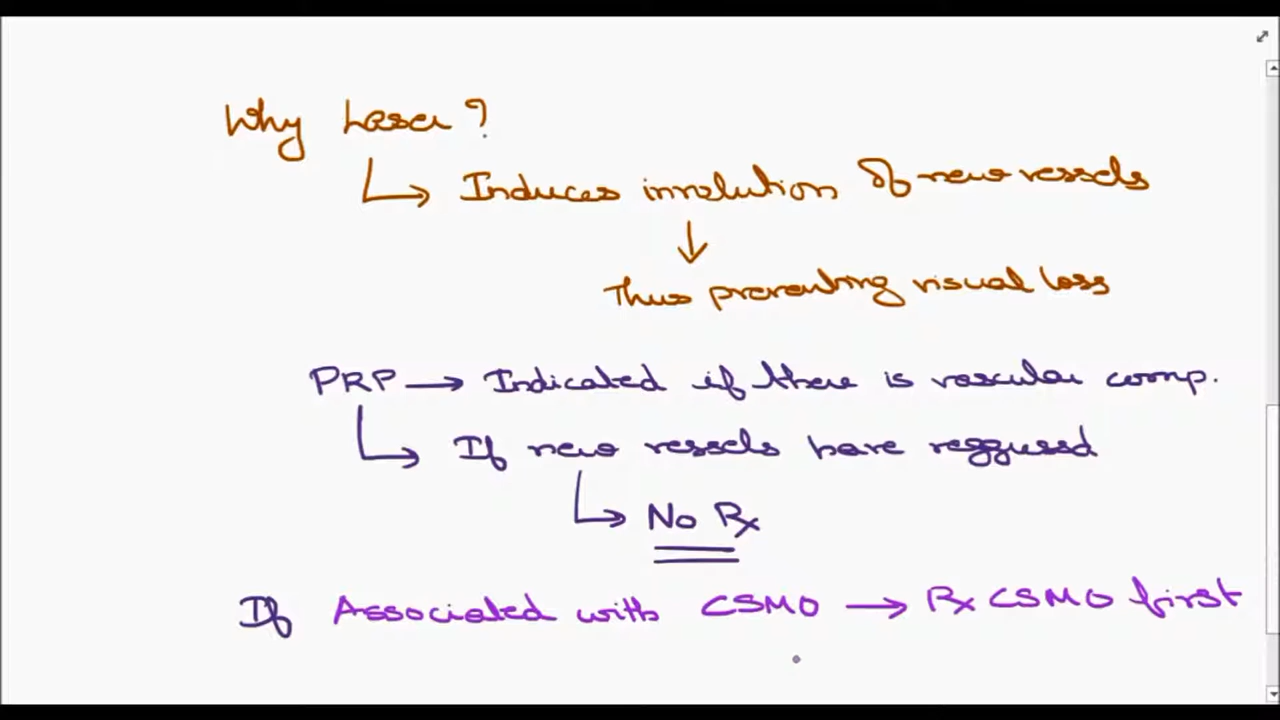 Why Laser?
↳ Induces involution of new vessels
↓
Thus preventing visual loss
PRP → Indicated if there is vascular comp.
↳ If new vessels have regressed
↳ No Rx
If Associated with CSMO → Rx CSMO first